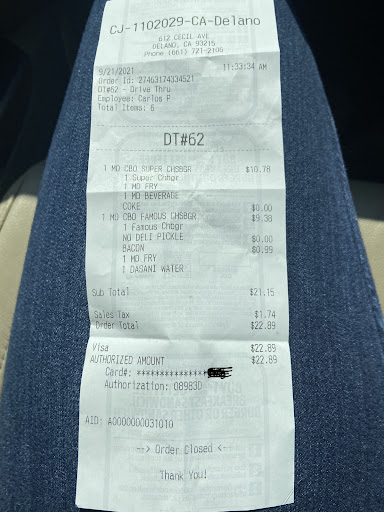 CJ-1102029-CA-Delano
612 CECIL AVE
DELANO, CA 93215
Phone: (661) 721-2100
9/21/2021 11:33:34 AM
Order Id: 27463174334521
DT#62 - Drive Thru
Employee: Carlos P
Total Items: 6
DT#62
1 MD CBO SUPER CHSBGR $10.78
1 Super Chbgr
1 MD FRY
1 MD BEVERAGE
COKE $0.00
1 MD CBO FAMOUS CHSBGR $9.38
1 Famous Chbgr
NO DELI PICKLE $0.00
BACON $0.99
1 MD FRY
1 DASANI WATER
Sub Total $21.15
Sales Tax $1.74
Order Total $22.89
Visa $22.89
AUTHORIZED AMOUNT $22.89
Card#: ***************
Authorization: 08983D
AID: A0000000031010
--> Order Closed <--
Thank You!